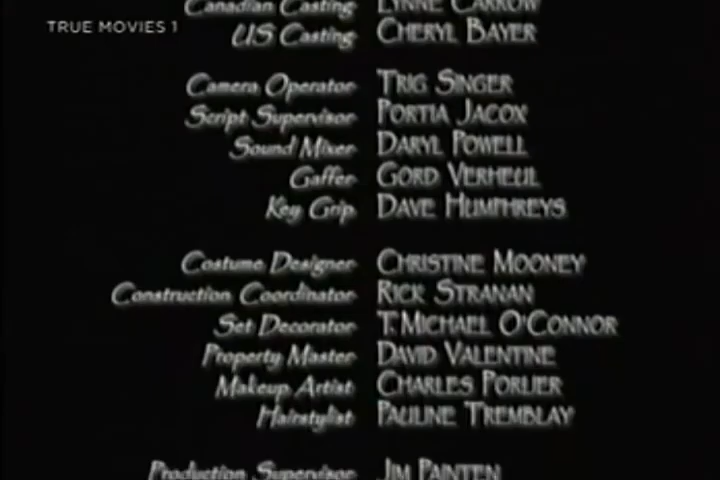 Canadian Casting LYNNE CARROW
TRUE MOVIES 1
US Casting CHERYL BAYER
Camera Operator TRIG SINGER
Script Supervisor PORTIA JACOX
Sound Mixer DARYL POWELL
Gaffer GORD VERHEUL
Key Grip DAVE HUMPHREYS
Costume Designer CHRISTINE MOONEY
Construction Coordinator RICK STRANAN
Set Decorator T. MICHAEL O'CONNOR
Property Master DAVID VALENTINE
Makeup Artist CHARLES PORLIER
Hairstylist PAULINE TREMBLAY
Production Supervisor JIM PAINTEN